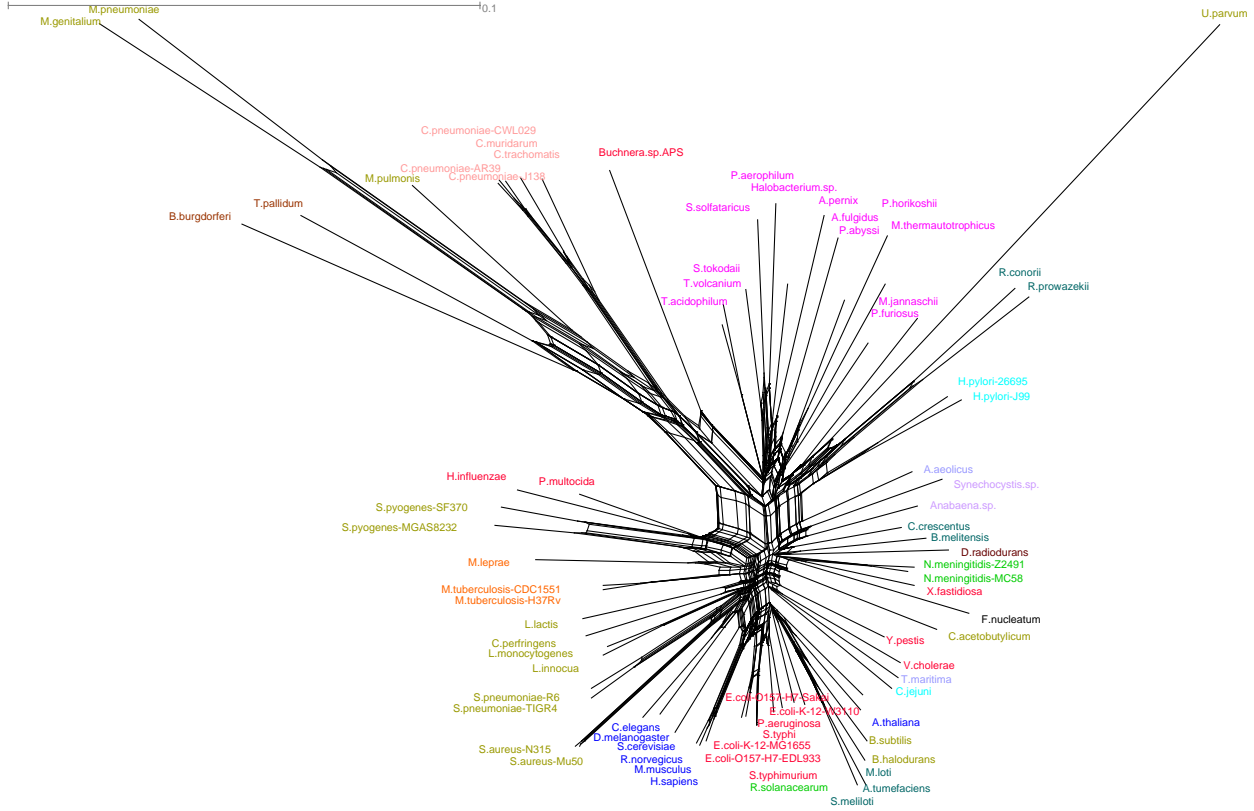 0.1
M.pneumoniae
U.parvum
M.genitalium
C.pneumoniae-CWL029
C.muridarum
Buchnera.sp.APS
C.trachomatis
C.pneumoniae-AR39
C.pneumoniae-J138
M.pulmonis
P.aerophilum
Halobacterium.sp.
A.pernix
P.horikoshii
S.solfataricus
T.pallidum
B.burgdorferi
A.fulgidus
M.thermautotrophicus
P.abyssi
S.tokodaii
R.conorii
T.volcanium
R.prowazekii
T.acidophilum
M.jannaschii
P.furiosus
H.pylori-26695
H.pylori-J99
A.aeolicus
H.influenzae
P.multocida
Synechocystis.sp.
S.pyogenes-SF370
Anabaena.sp.
S.pyogenes-MGAS8232
C.crescentus
B.melitensis
D.radiodurans
M.leprae
N.meningitidis-Z2491
N.meningitidis-MC58
M.tuberculosis-CDC1551
X.fastidiosa
M.tuberculosis-H37Rv
F.nucleatum
L.lactis
C.acetobutylicum
Y.pestis
C.perfringens
L.monocytogenes
L.innocua
V.cholerae
T.maritima
C.jejuni
S.pneumoniae-R6
E.coli-O157-H7-Sakai
S.pneumoniae-TIGR4
E.coli-K-12-W3110
C.elegans
P.aeruginosa
A.thaliana
D.melanogaster
S.typhi
B.subtilis
S.aureus-N315
S.cerevisiae
E.coli-K-12-MG1655
S.aureus-Mu50
R.norvegicus
E.coli-O157-H7-EDL933
B.halodurans
M.musculus
M.loti
H.sapiens
S.typhimurium
R.solanacearum
A.tumefaciens
S.meliloti